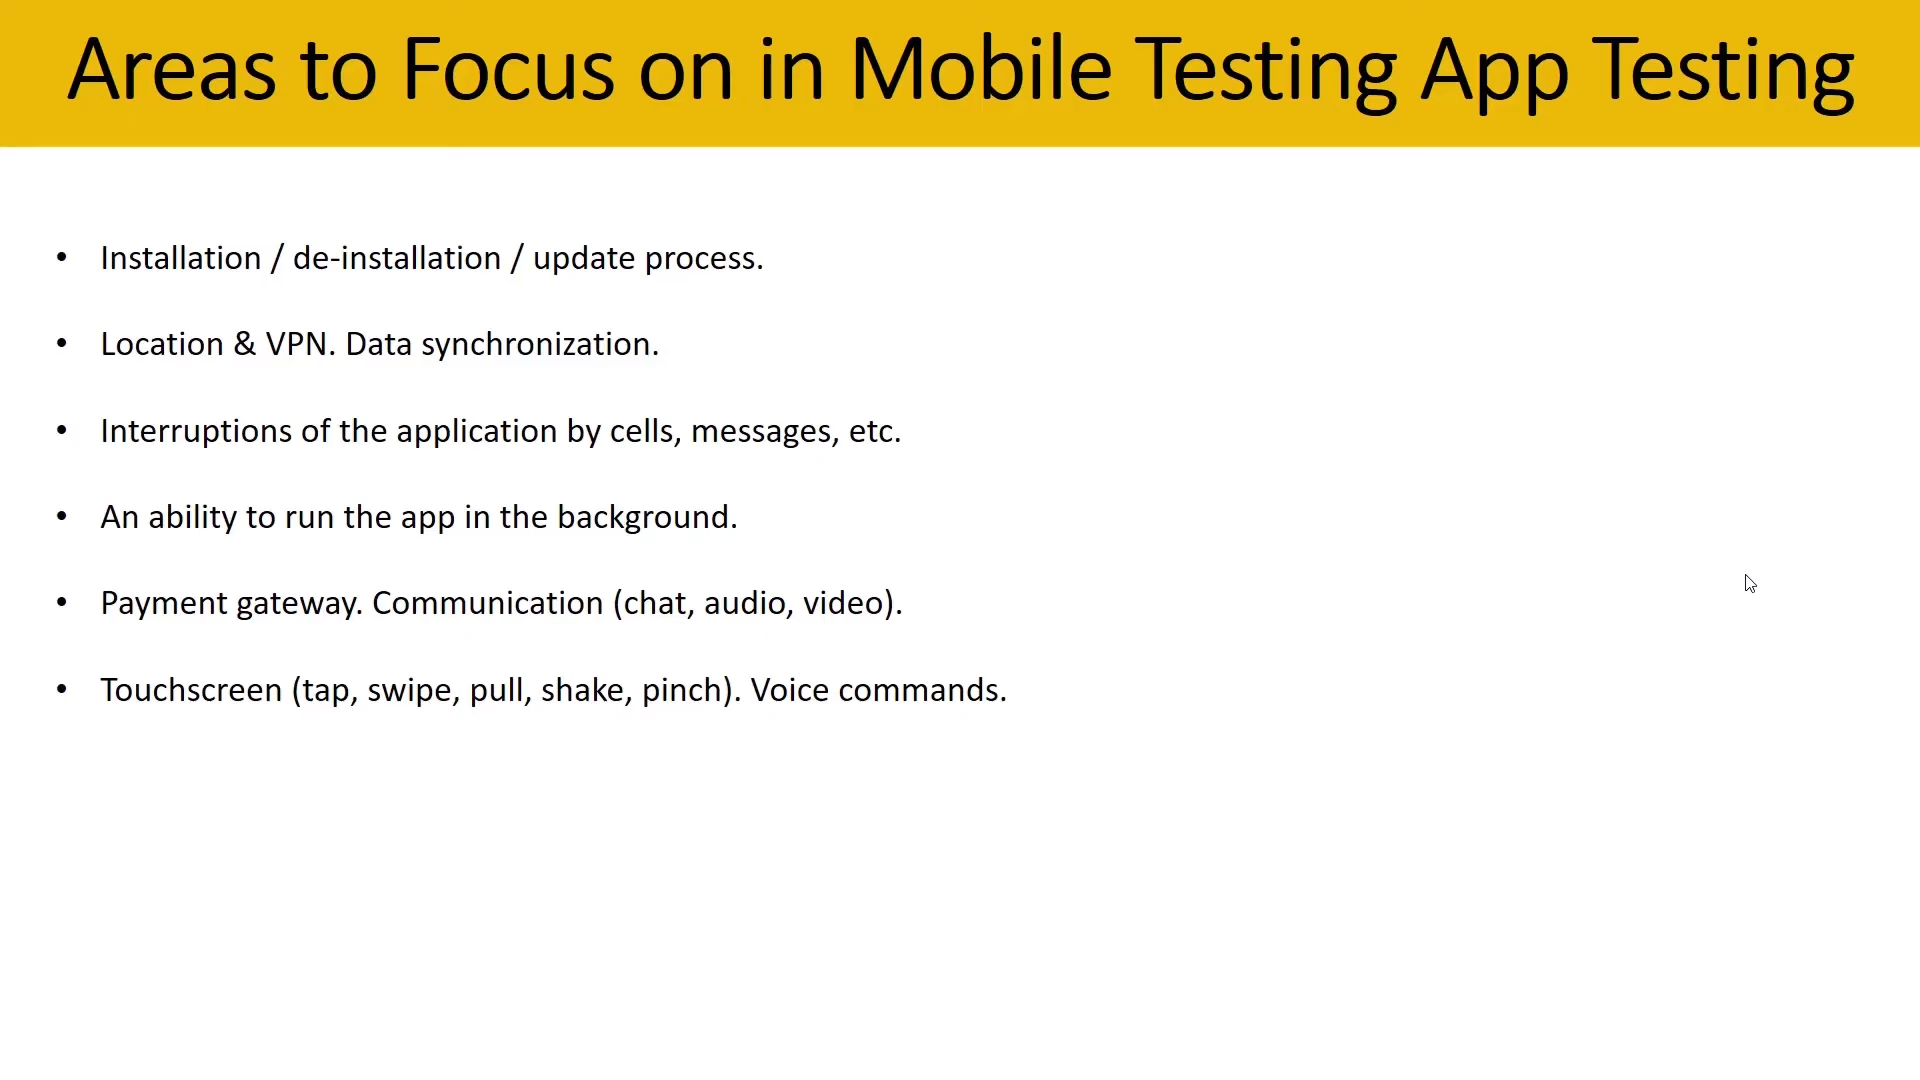 Areas to Focus on in Mobile Testing App Testing
• Installation / de-installation / update process.
• Location & VPN. Data synchronization.
• Interruptions of the application by cells, messages, etc.
• An ability to run the app in the background.
• Payment gateway. Communication (chat, audio, video).
• Touchscreen (tap, swipe, pull, shake, pinch). Voice commands.